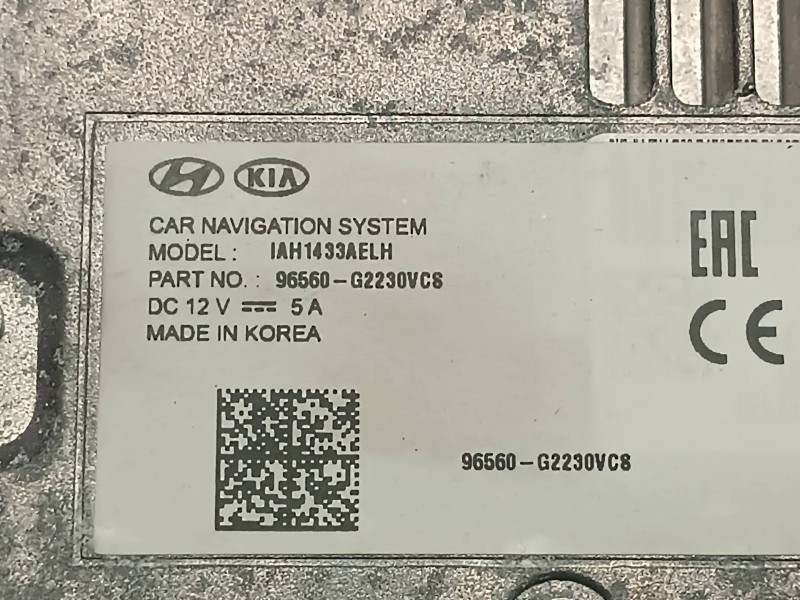 KIA
CAR NAVIGATION SYSTEM
MODEL : IAH1433AELH
PART NO. : 96560-G2230VC8
DC 12 V 5 A
MADE IN KOREA
EAC
CE
96560-G2230VC8